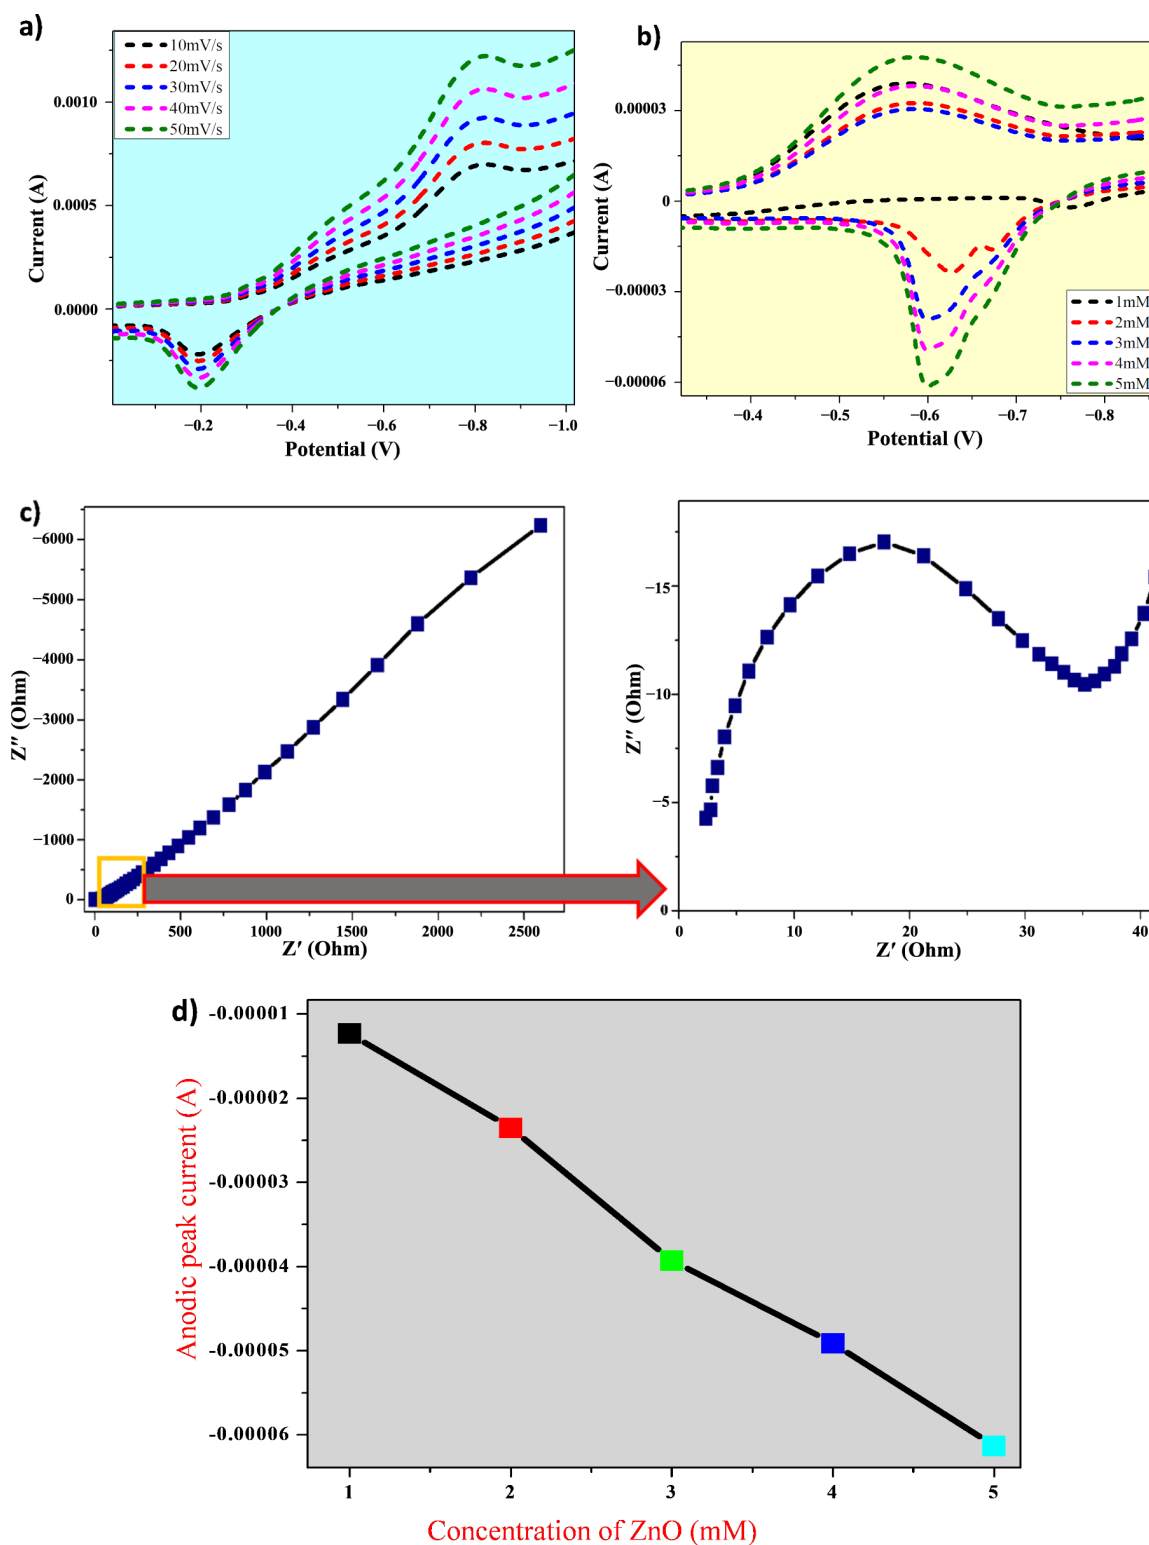 a)
10mV/s
20mV/s
30mV/s
40mV/s
50mV/s
0.0010
0.0005
0.0000
Current (A)
−0.2
−0.4
−0.6
−0.8
−1.0
Potential (V)
b)
0.00003
0
−0.00003
−0.00006
Current (A)
1mM
2mM
3mM
4mM
5mM
−0.4
−0.5
−0.6
−0.7
−0.8
Potential (V)
c)
−6000
−5000
−4000
−3000
−2000
−1000
0
Z″ (Ohm)
0
500
1000
1500
2000
2500
Z′ (Ohm)
−15
−10
−5
0
Z″ (Ohm)
0
10
20
30
40
Z′ (Ohm)
d)
-0.00001
-0.00002
-0.00003
-0.00004
-0.00005
-0.00006
Anodic peak current (A)
1
2
3
4
5
Concentration of ZnO (mM)